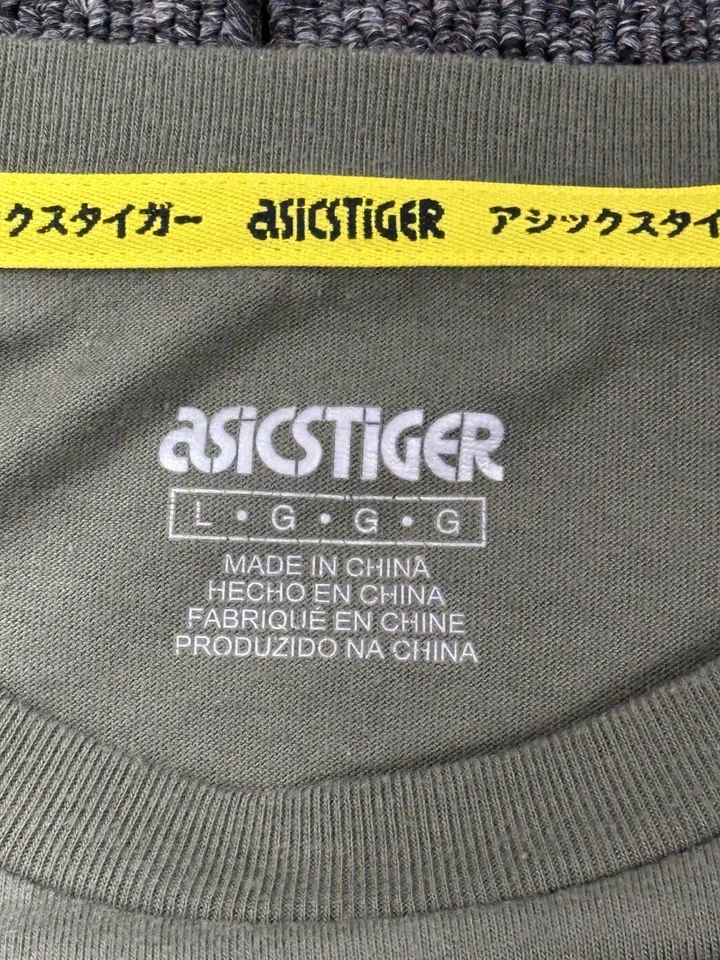 クスタイガー asicsTiGER アシックスタイ
asicsTiGER
L • G • G • G
MADE IN CHINA
HECHO EN CHINA
FABRIQUÉ EN CHINE
PRODUZIDO NA CHINA